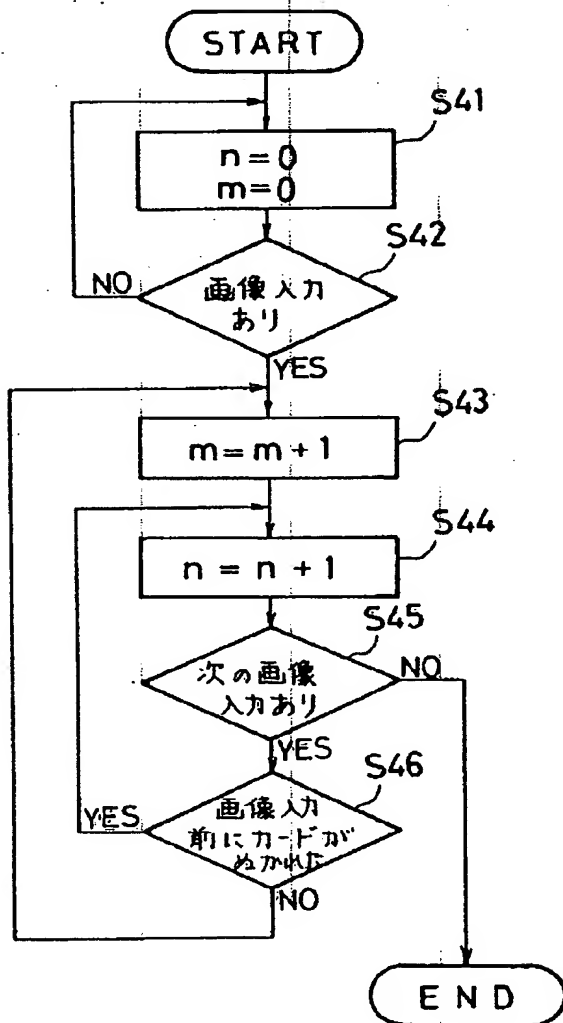 START
S41
n=0
m=0
S42
画像入力
あり
NO
YES
S43
m=m+1
S44
n = n + 1
S45
次の画像
入力あり
NO
YES
S46
画像入力
前にカードが
ぬかれた
YES
NO
END